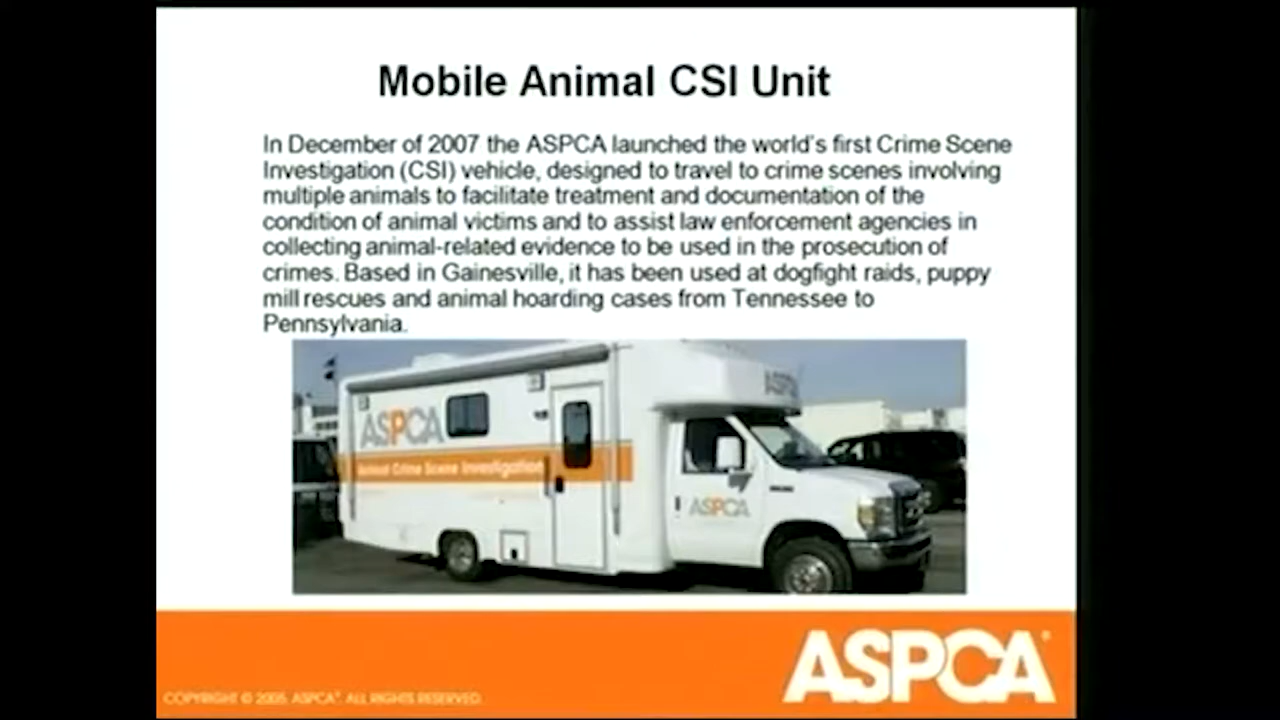 Mobile Animal CSI Unit
In December of 2007 the ASPCA launched the world's first Crime Scene
Investigation (CSI) vehicle, designed to travel to crime scenes involving
multiple animals to facilitate treatment and documentation of the
condition of animal victims and to assist law enforcement agencies in
collecting animal-related evidence to be used in the prosecution of
crimes. Based in Gainesville, it has been used at dogfight raids, puppy
mill rescues and animal hoarding cases from Tennessee to
Pennsylvania.
ASPCA
ASPCA
Animal Crime Scene Investigation
ASPCA
ASPCA®
COPYRIGHT © 2005. ASPCA®. ALL RIGHTS RESERVED.